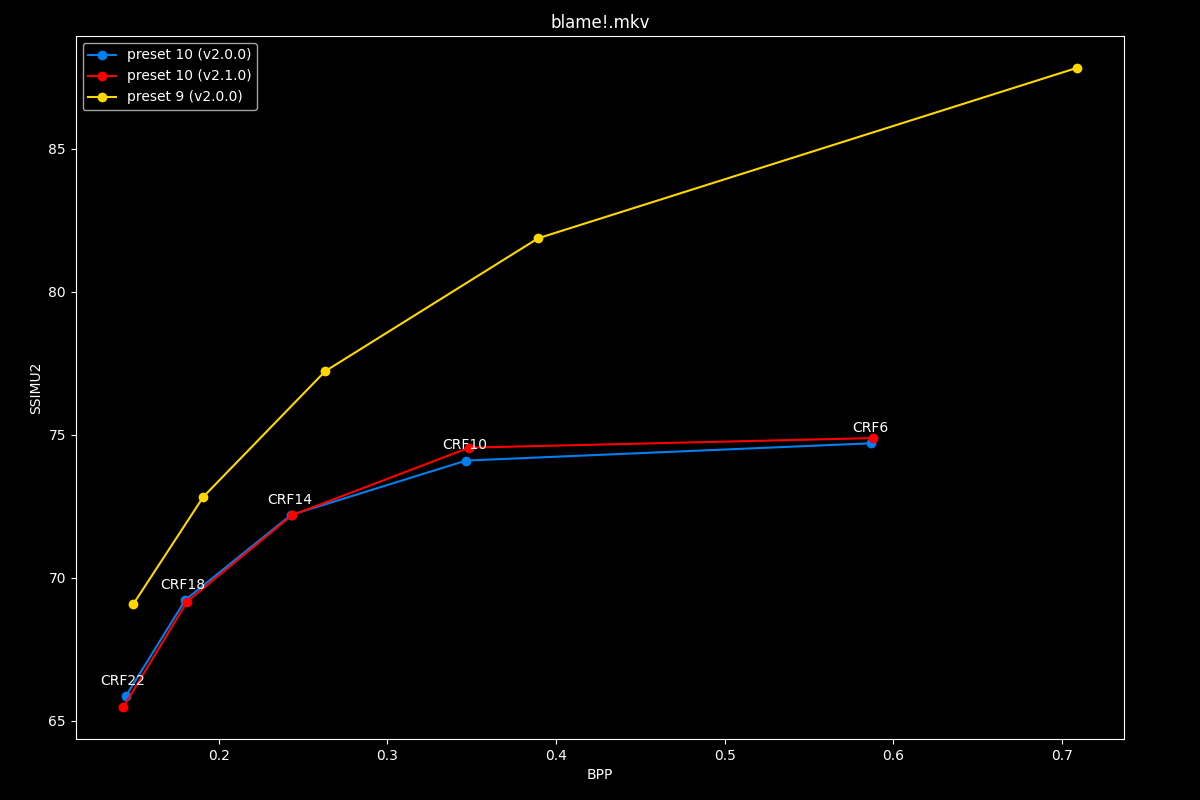 blame!.mkv
preset 10 (v2.0.0)
preset 10 (v2.1.0)
preset 9 (v2.0.0)
85
80
75
70
65
SSIMU2
CRF6
CRF10
CRF14
CRF18
CRF22
0.2
0.3
0.4
0.5
0.6
0.7
BPP